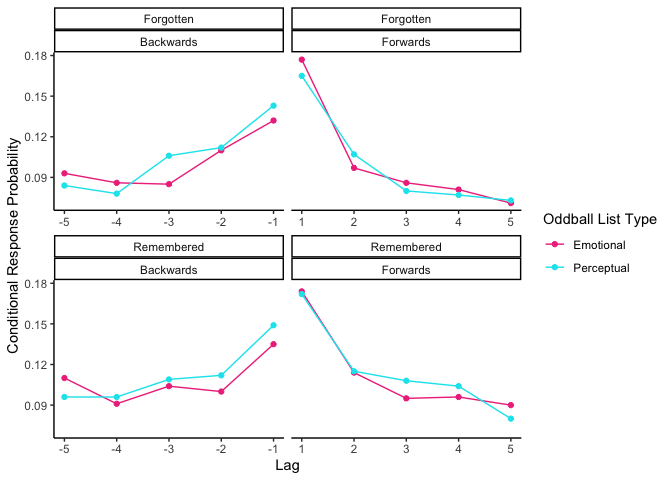 Forgotten
Forgotten
Backwards
Forwards
0.18
0.15
0.12
0.09
-5 -4 -3 -2 -1
1 2 3 4 5
Remembered
Remembered
Backwards
Forwards
0.18
0.15
0.12
0.09
-5 -4 -3 -2 -1
1 2 3 4 5
Lag
Conditional Response Probability
Oddball List Type
Emotional
Perceptual